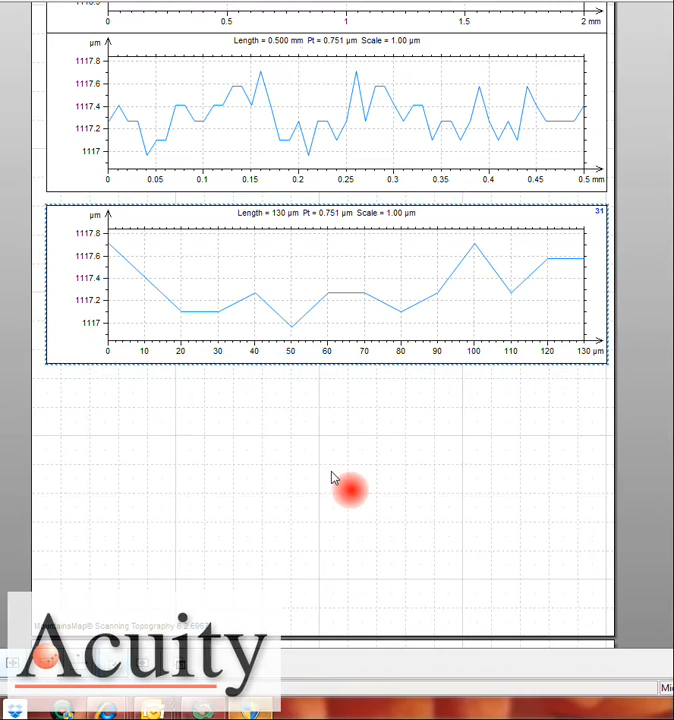 0 0.5 1 1.5 2 mm
µm
Length = 0.500 mm Pt = 0.751 µm Scale = 1.00 µm
1117.8
1117.6
1117.4
1117.2
1117
0 0.05 0.1 0.15 0.2 0.25 0.3 0.35 0.4 0.45 0.5 mm
µm
Length = 130 µm Pt = 0.751 µm Scale = 1.00 µm
31
1117.8
1117.6
1117.4
1117.2
1117
0 10 20 30 40 50 60 70 80 90 100 110 120 130 µm
MountainsMap® Scanning Topography
Acuity